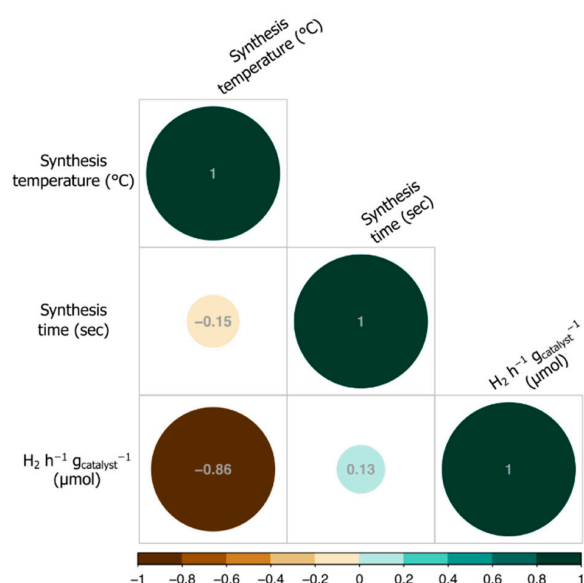 Synthesis
temperature (°C)
Synthesis
temperature (°C)
1
Synthesis
time (sec)
Synthesis
time (sec)
−0.15
1
H₂ h⁻¹ g_catalyst⁻¹
(μmol)
H₂ h⁻¹ g_catalyst⁻¹
(μmol)
−0.86
0.13
1
−1 −0.8 −0.6 −0.4 −0.2 0 0.2 0.4 0.6 0.8 1